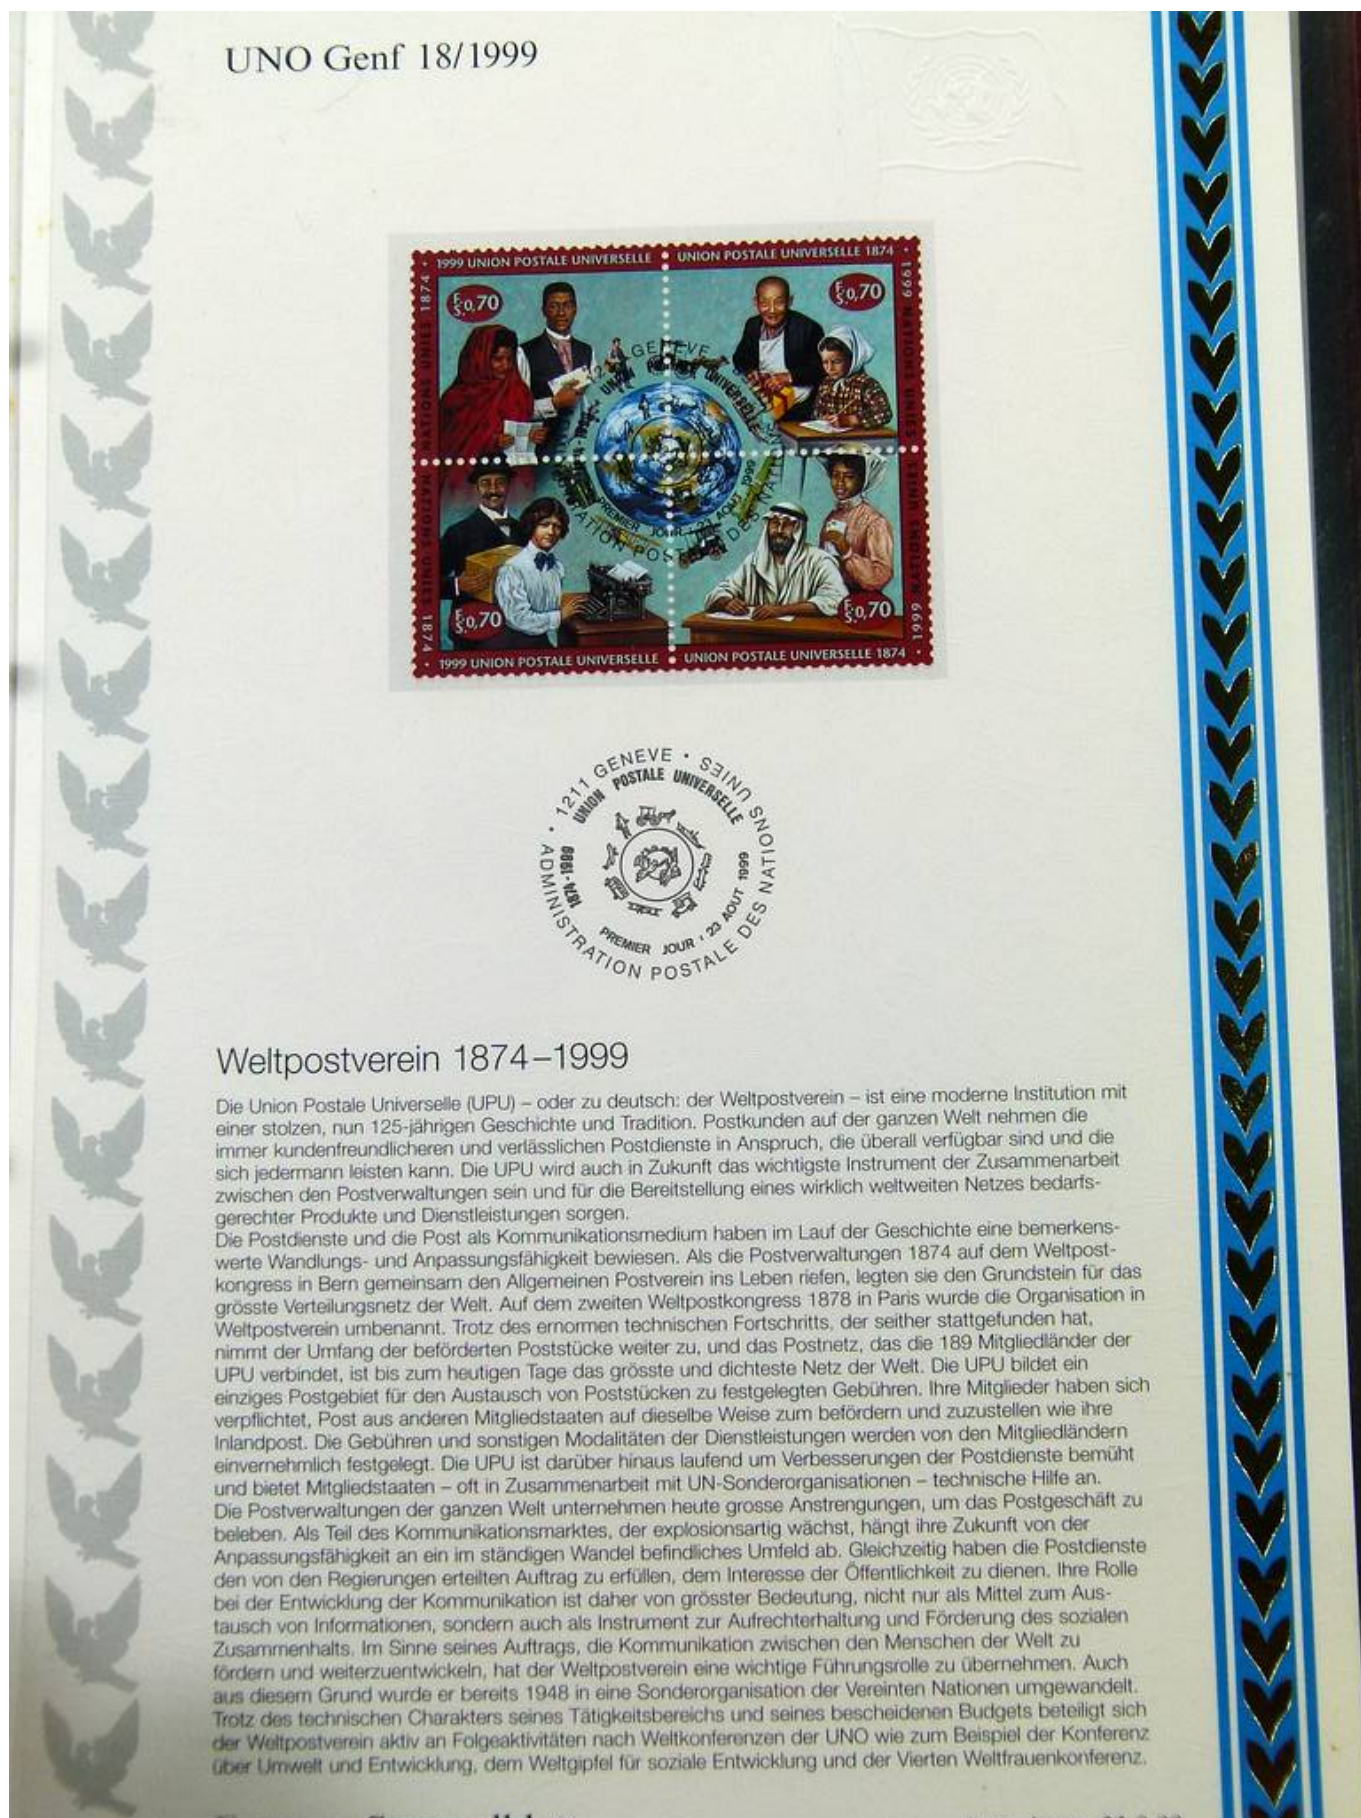 UNO Genf 18/1999
1999 UNION POSTALE UNIVERSELLE
UNION POSTALE UNIVERSELLE 1874
1874
NATIONS UNIES
1999 NATIONS UNIES
F.S.0,70
F.S.0,70
NATIONS UNIES 1874
1999 NATIONS UNIES
F.S.0,70
F.S.0,70
1999 UNION POSTALE UNIVERSELLE
UNION POSTALE UNIVERSELLE 1874
1211 GENEVE • ADMINISTRATION POSTALE DES NATIONS UNIES
UNION POSTALE UNIVERSELLE
1874-1999
PREMIER JOUR • 23 AOUT 1999
Weltpostverein 1874–1999
Die Union Postale Universelle (UPU) – oder zu deutsch: der Weltpostverein – ist eine moderne Institution mit
einer stolzen, nun 125-jährigen Geschichte und Tradition. Postkunden auf der ganzen Welt nehmen die
immer kundenfreundlicheren und verlässlichen Postdienste in Anspruch, die überall verfügbar sind und die
sich jedermann leisten kann. Die UPU wird auch in Zukunft das wichtigste Instrument der Zusammenarbeit
zwischen den Postverwaltungen sein und für die Bereitstellung eines wirklich weltweiten Netzes bedarfs-
gerechter Produkte und Dienstleistungen sorgen.
Die Postdienste und die Post als Kommunikationsmedium haben im Lauf der Geschichte eine bemerkens-
werte Wandlungs- und Anpassungsfähigkeit bewiesen. Als die Postverwaltungen 1874 auf dem Weltpost-
kongress in Bern gemeinsam den Allgemeinen Postverein ins Leben riefen, legten sie den Grundstein für das
grösste Verteilungsnetz der Welt. Auf dem zweiten Weltpostkongress 1878 in Paris wurde die Organisation in
Weltpostverein umbenannt. Trotz des ernormen technischen Fortschritts, der seither stattgefunden hat,
nimmt der Umfang der beförderten Poststücke weiter zu, und das Postnetz, das die 189 Mitgliedländer der
UPU verbindet, ist bis zum heutigen Tage das grösste und dichteste Netz der Welt. Die UPU bildet ein
einziges Postgebiet für den Austausch von Poststücken zu festgelegten Gebühren. Ihre Mitglieder haben sich
verpflichtet, Post aus anderen Mitgliedstaaten auf dieselbe Weise zum befördern und zuzustellen wie ihre
Inlandpost. Die Gebühren und sonstigen Modalitäten der Dienstleistungen werden von den Mitgliedländern
einvernehmlich festgelegt. Die UPU ist darüber hinaus laufend um Verbesserungen der Postdienste bemüht
und bietet Mitgliedstaaten – oft in Zusammenarbeit mit UN-Sonderorganisationen – technische Hilfe an.
Die Postverwaltungen der ganzen Welt unternehmen heute grosse Anstrengungen, um das Postgeschäft zu
beleben. Als Teil des Kommunikationsmarktes, der explosionsartig wächst, hängt ihre Zukunft von der
Anpassungsfähigkeit an ein im ständigen Wandel befindliches Umfeld ab. Gleichzeitig haben die Postdienste
den von den Regierungen erteilten Auftrag zu erfüllen, dem Interesse der Öffentlichkeit zu dienen. Ihre Rolle
bei der Entwicklung der Kommunikation ist daher von grösster Bedeutung, nicht nur als Mittel zum Aus-
tausch von Informationen, sondern auch als Instrument zur Aufrechterhaltung und Förderung des sozialen
Zusammenhalts. Im Sinne seines Auftrags, die Kommunikation zwischen den Menschen der Welt zu
fördern und weiterzuentwickeln, hat der Weltpostverein eine wichtige Führungsrolle zu übernehmen. Auch
aus diesem Grund wurde er bereits 1948 in eine Sonderorganisation der Vereinten Nationen umgewandelt.
Trotz des technischen Charakters seines Tätigkeitsbereichs und seines bescheidenen Budgets beteiligt sich
der Weltpostverein aktiv an Folgeaktivitäten nach Weltkonferenzen der UNO wie zum Beispiel der Konferenz
über Umwelt und Entwicklung, dem Weltgipfel für soziale Entwicklung und der Vierten Weltfrauenkonferenz.